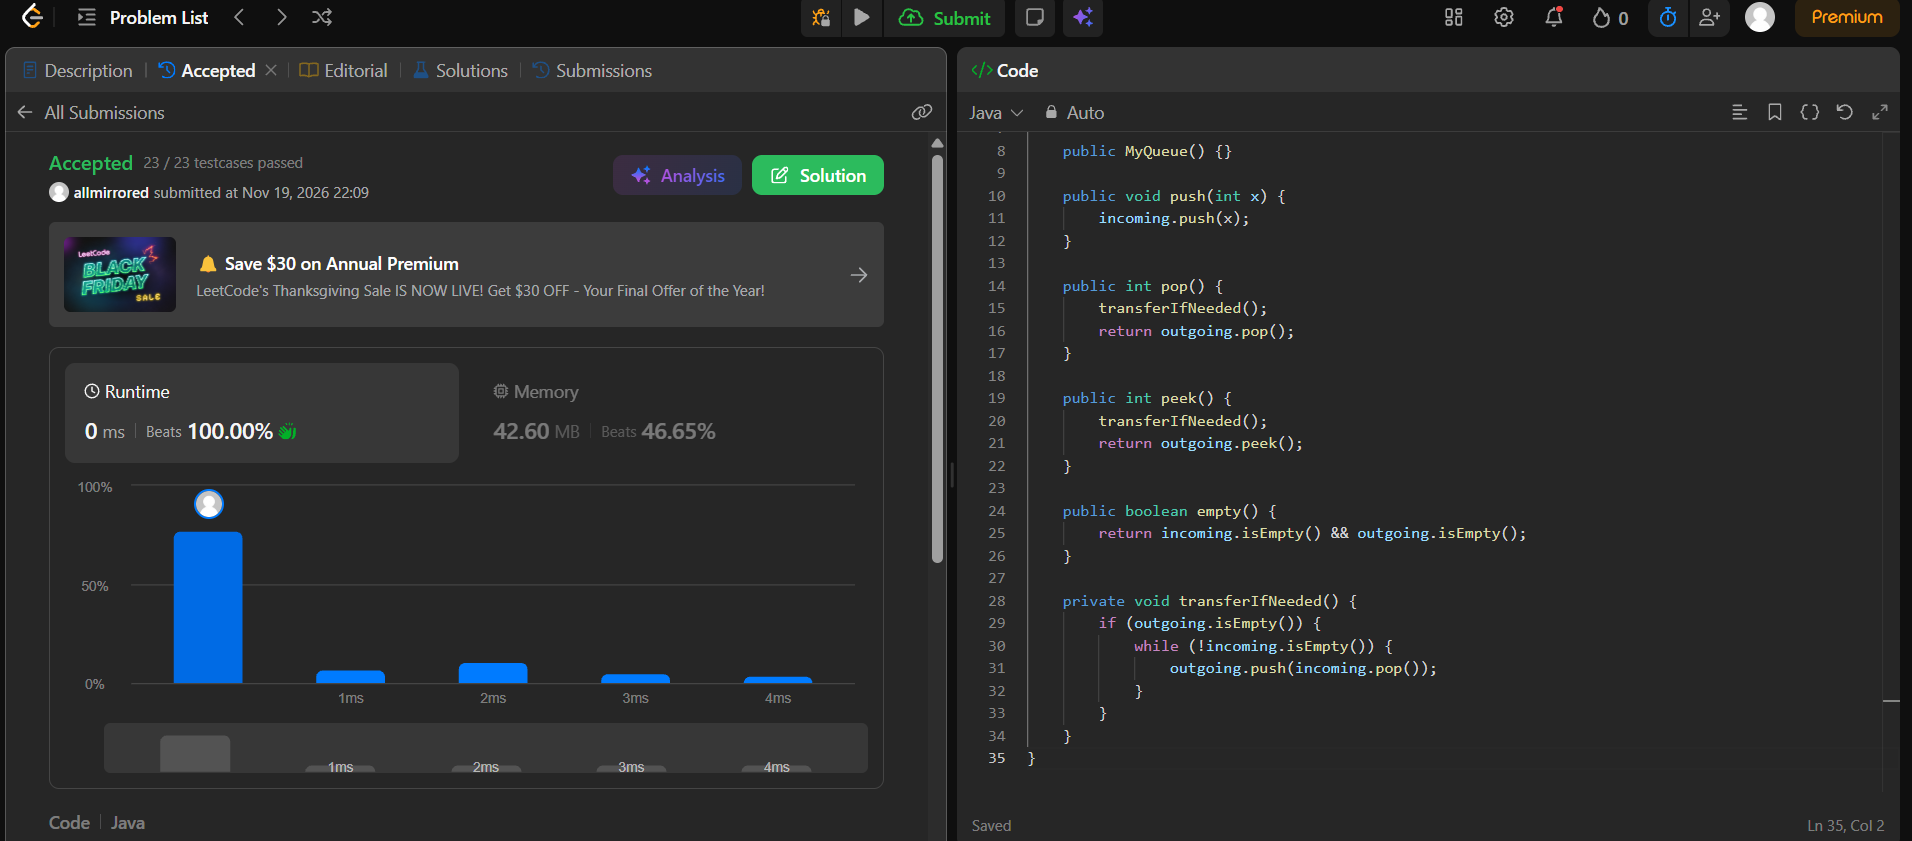 Problem List
Submit
0
Premium
Description
Accepted
Editorial
Solutions
Submissions
All Submissions
Accepted 23 / 23 testcases passed
allmirrored submitted at Nov 19, 2026 22:09
Analysis
Solution
LeetCode
BLACK
FRIDAY
SALE
Save $30 on Annual Premium
LeetCode's Thanksgiving Sale IS NOW LIVE! Get $30 OFF - Your Final Offer of the Year!
Runtime
0 ms Beats 100.00%
Memory
42.60 MB Beats 46.65%
100%
50%
0%
1ms 2ms 3ms 4ms
1ms 2ms 3ms 4ms
Code Java
</> Code
Java
Auto
8 public MyQueue() {}
9
10 public void push(int x) {
11 incoming.push(x);
12 }
13
14 public int pop() {
15 transferIfNeeded();
16 return outgoing.pop();
17 }
18
19 public int peek() {
20 transferIfNeeded();
21 return outgoing.peek();
22 }
23
24 public boolean empty() {
25 return incoming.isEmpty() && outgoing.isEmpty();
26 }
27
28 private void transferIfNeeded() {
29 if (outgoing.isEmpty()) {
30 while (!incoming.isEmpty()) {
31 outgoing.push(incoming.pop());
32 }
33 }
34 }
35 }
Saved
Ln 35, Col 2